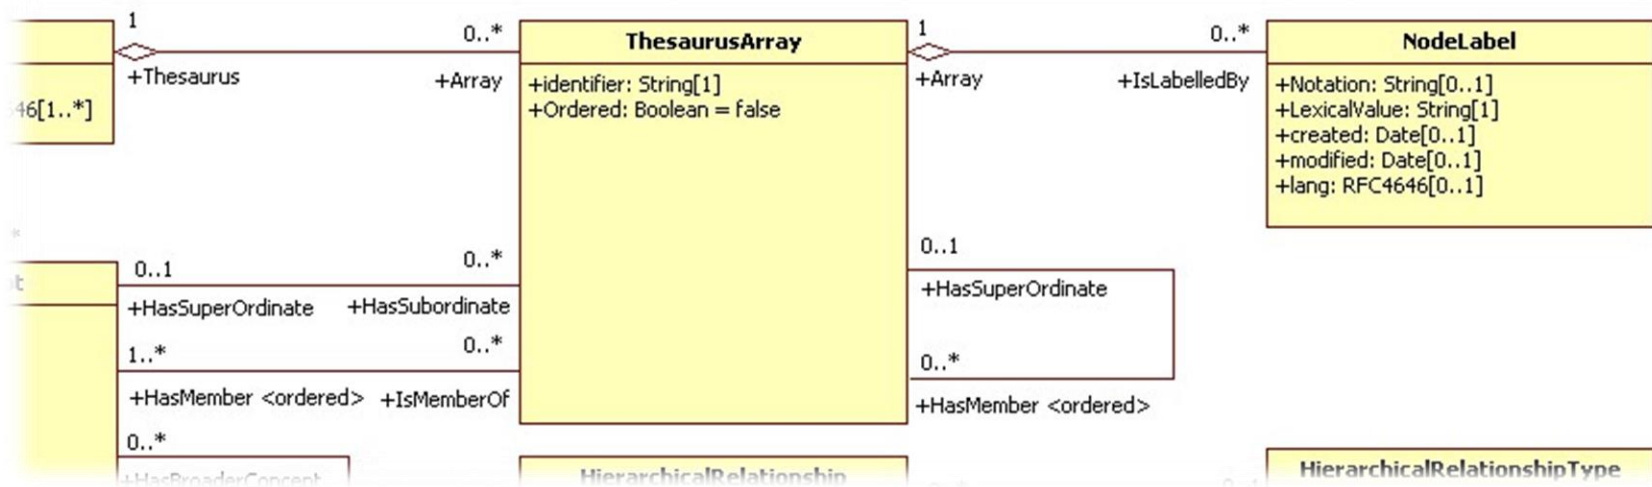 1
0..*
+Thesaurus
+Array
46[1..*]
ThesaurusArray
+identifier: String[1]
+Ordered: Boolean = false
1
0..*
+Array
+IsLabelledBy
NodeLabel
+Notation: String[0..1]
+LexicalValue: String[1]
+created: Date[0..1]
+modified: Date[0..1]
+lang: RFC4646[0..1]
*
t
0..1
0..*
+HasSuperOrdinate
+HasSubordinate
1..*
0..*
+HasMember <ordered>
+IsMemberOf
0..*
+HasBroaderConcept
0..1
+HasSuperOrdinate
0..*
+HasMember <ordered>
HierarchicalRelationship
HierarchicalRelationshipType